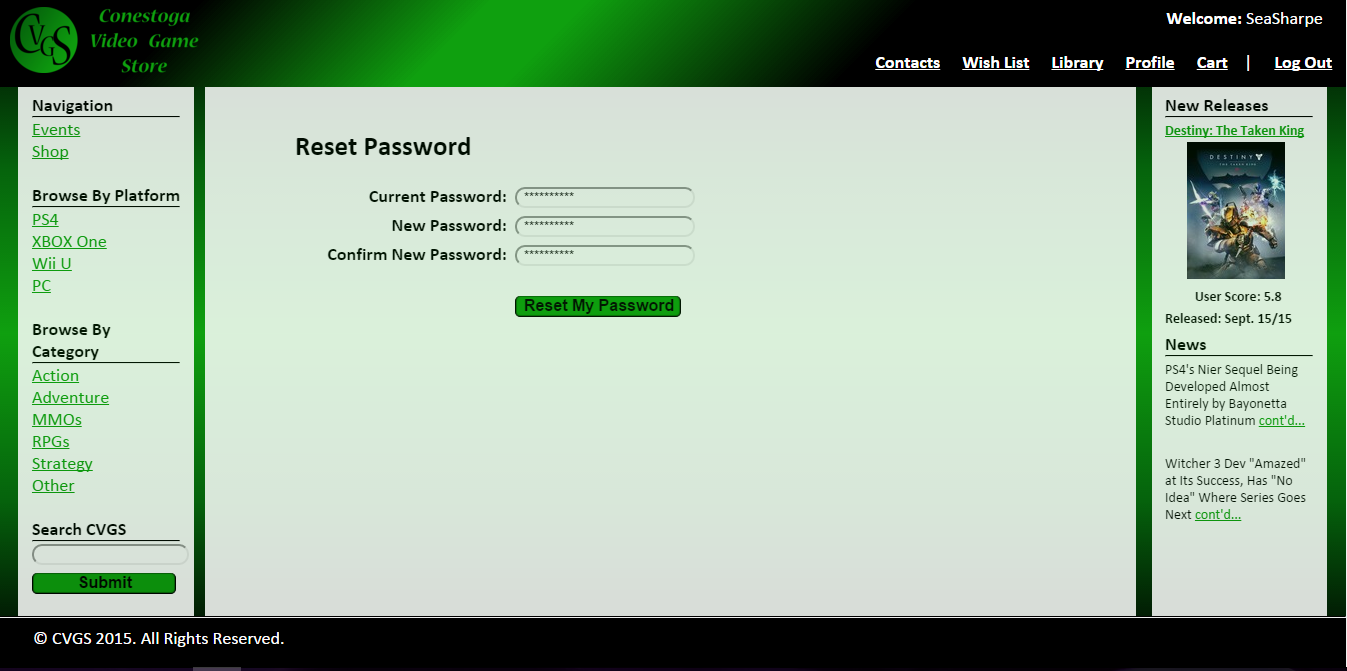 CVGS
Conestoga
Video Game
Store
Welcome: SeaSharpe
Contacts Wish List Library Profile Cart | Log Out
Navigation
Events
Shop
Browse By Platform
PS4
XBOX One
Wii U
PC
Browse By
Category
Action
Adventure
MMOs
RPGs
Strategy
Other
Search CVGS
Submit
Reset Password
Current Password: **********
New Password: **********
Confirm New Password: **********
Reset My Password
New Releases
Destiny: The Taken King
DESTINY
THE TAKEN KING
User Score: 5.8
Released: Sept. 15/15
News
PS4's Nier Sequel Being
Developed Almost
Entirely by Bayonetta
Studio Platinum cont'd...
Witcher 3 Dev "Amazed"
at Its Success, Has "No
Idea" Where Series Goes
Next cont'd...
© CVGS 2015. All Rights Reserved.